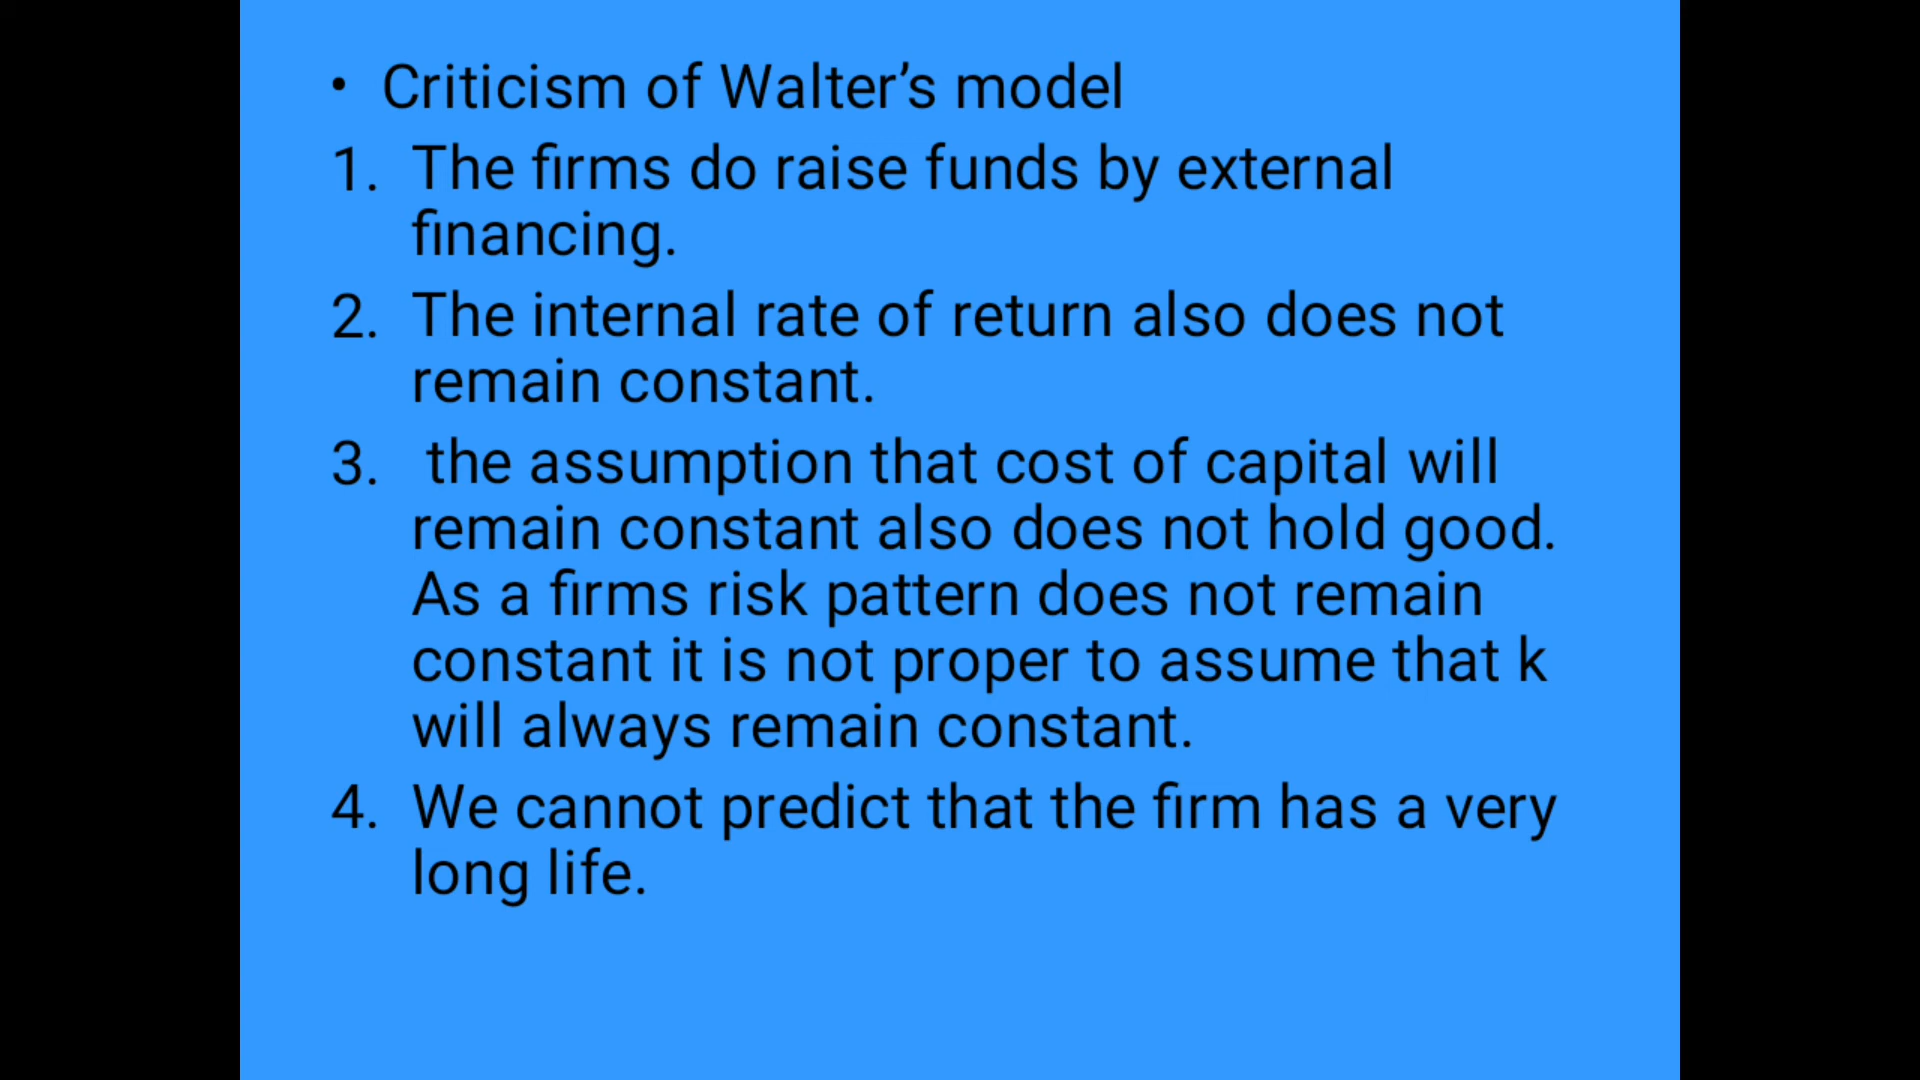 • Criticism of Walter’s model
1. The firms do raise funds by external
financing.
2. The internal rate of return also does not
remain constant.
3. the assumption that cost of capital will
remain constant also does not hold good.
As a firms risk pattern does not remain
constant it is not proper to assume that k
will always remain constant.
4. We cannot predict that the firm has a very
long life.